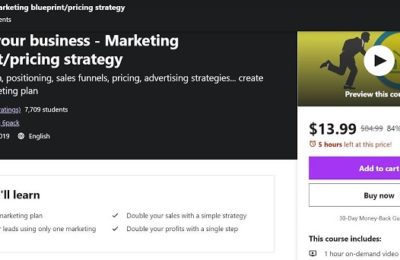 arketing blueprint/pricing strategy
ents
your business - Marketing
t/pricing strategy
, positioning, sales funnels, pricing, advertising strategies... create
keting plan
ratings) 7,709 students
6pack
019 English
Preview this cou
$13.99 $84.99 84%
5 hours left at this price!
Add to cart
Buy now
30-Day Money-Back Gu
This course includes:
1 hour on-demand video
'll learn
marketing plan
Double your sales with a simple strategy
r leads using only one marketing
Double your profits with a single step